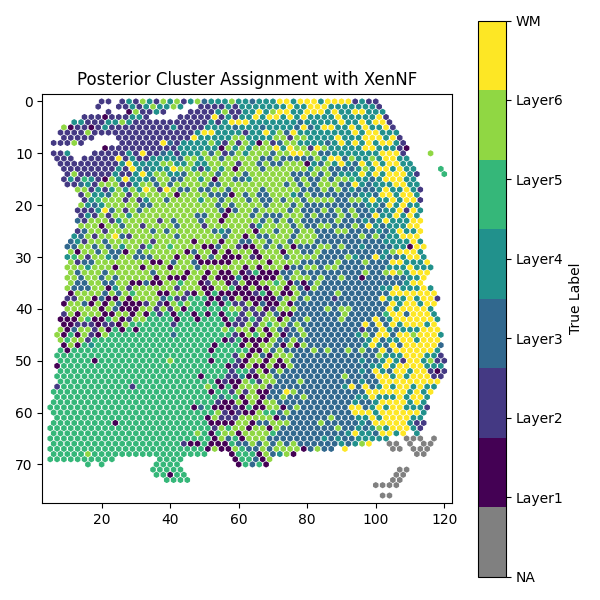 Posterior Cluster Assignment with XenNF
0
10
20
30
40
50
60
70
20
40
60
80
100
120
WM
Layer6
Layer5
Layer4
Layer3
Layer2
Layer1
NA
True Label